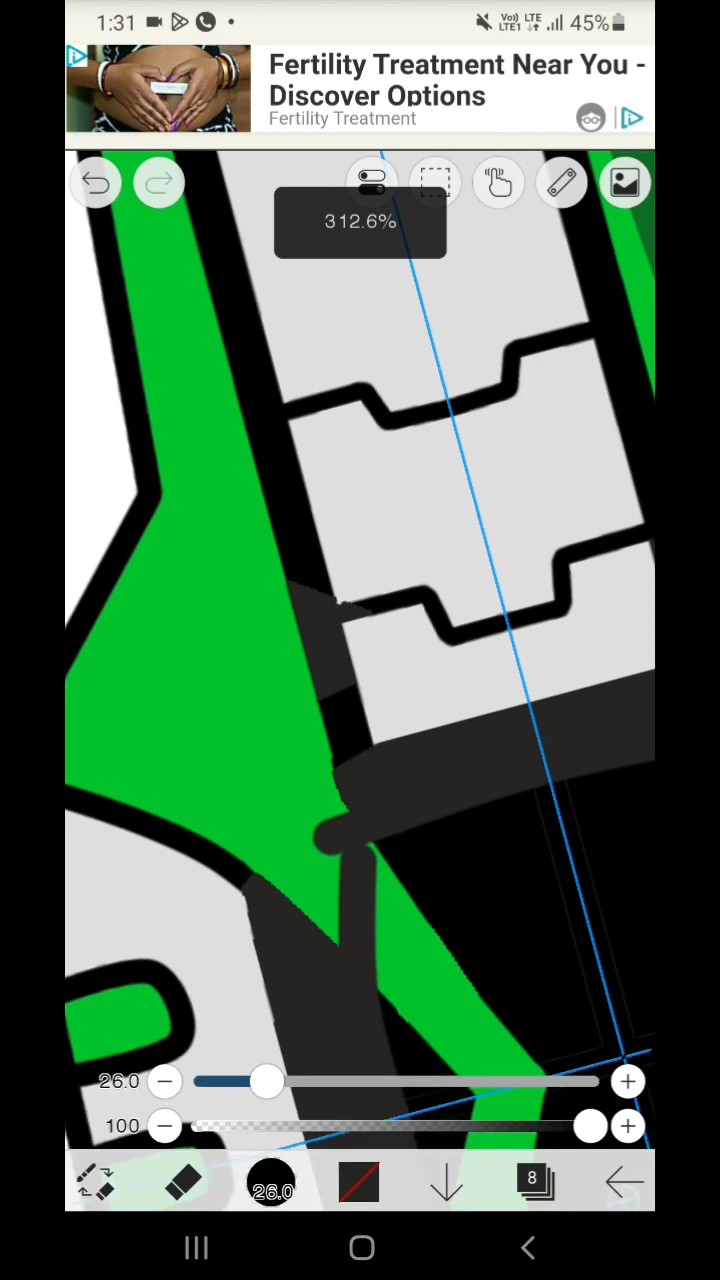 1:31
Vo)) LTE
LTE1
45%
Fertility Treatment Near You -
Discover Options
Fertility Treatment
312.6%
26.0
100
26.0
8